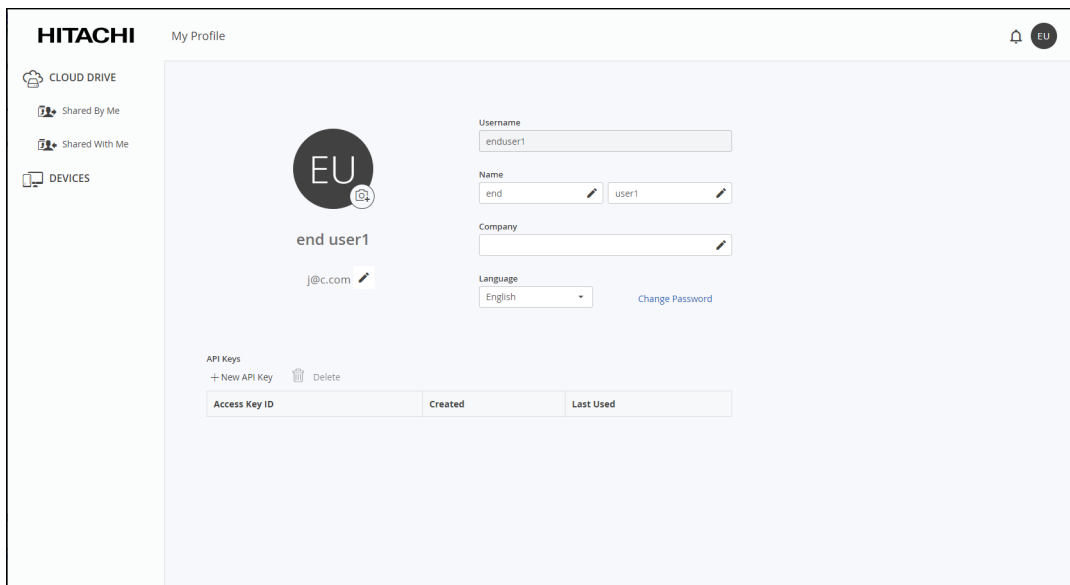 HITACHI
My Profile
EU
CLOUD DRIVE
Shared By Me
Shared With Me
DEVICES
EU
end user1
j@c.com
Username
enduser1
Name
end
user1
Company
Language
English
Change Password
API Keys
+ New API Key
Delete
Access Key ID
Created
Last Used